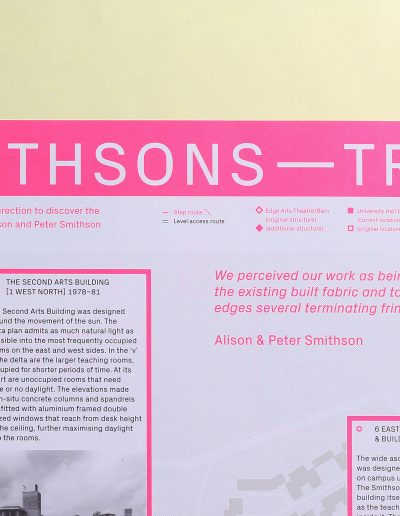 THSONS—TR
irection to discover the
son and Peter Smithson
Step route
Level access route
Edge Arts Theatre/Barn
(original structure)
(additional structure)
University Hall
(current location
(original location
THE SECOND ARTS BUILDING
[1 WEST NORTH] 1978–81
Second Arts Building was designed
und the movement of the sun. The
ta plan admits as much natural light as
sible into the most frequently occupied
ms on the east and west sides. In the 'v'
he delta are the larger teaching rooms,
upied for shorter periods of time. At its
rt are unoccupied rooms that need
e or no daylight. The elevations made
n-situ concrete columns and spandrels
fitted with aluminium framed double
zed windows that reach from desk height
he ceiling, further maximising daylight
o the rooms.
We perceived our work as bein
the existing built fabric and to
edges several terminating frin
Alison & Peter Smithson
6 EAST
& BUIL
The wide asc
was designe
on campus u
The Smithso
building itse
as the teach